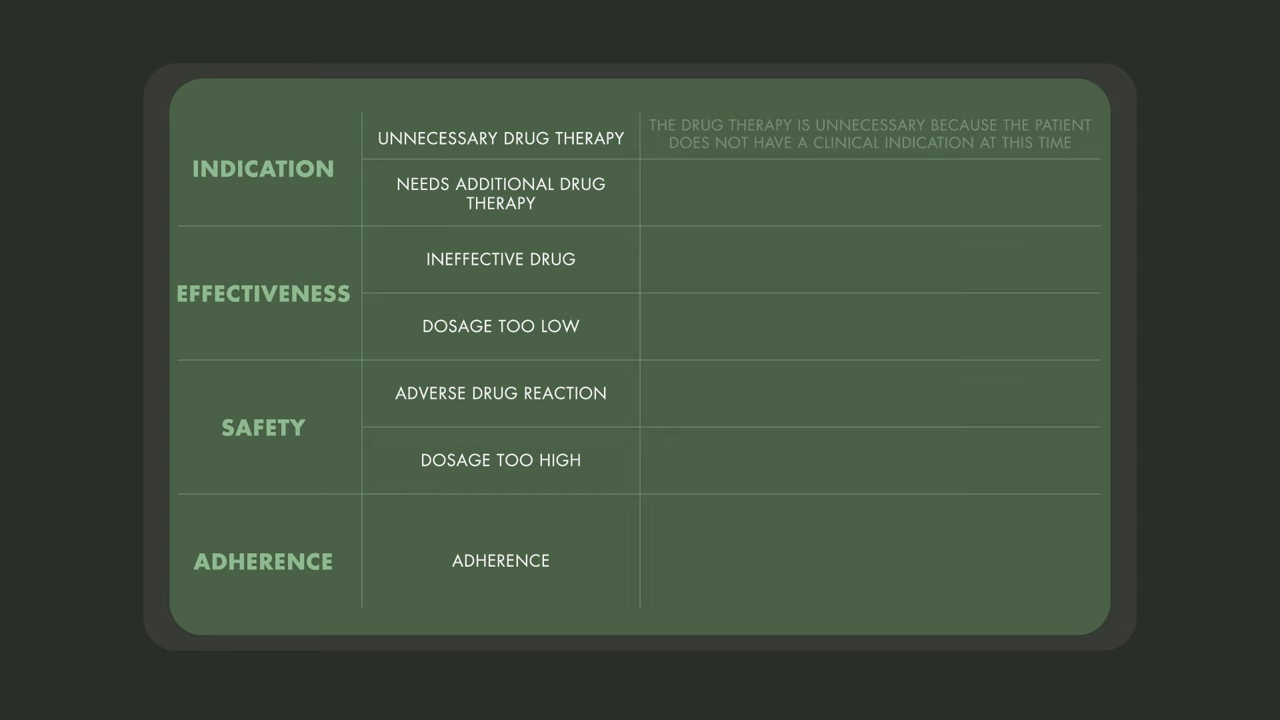 INDICATION
UNNECESSARY DRUG THERAPY
THE DRUG THERAPY IS UNNECESSARY BECAUSE THE PATIENT
DOES NOT HAVE A CLINICAL INDICATION AT THIS TIME
NEEDS ADDITIONAL DRUG
THERAPY
EFFECTIVENESS
INEFFECTIVE DRUG
DOSAGE TOO LOW
SAFETY
ADVERSE DRUG REACTION
DOSAGE TOO HIGH
ADHERENCE
ADHERENCE